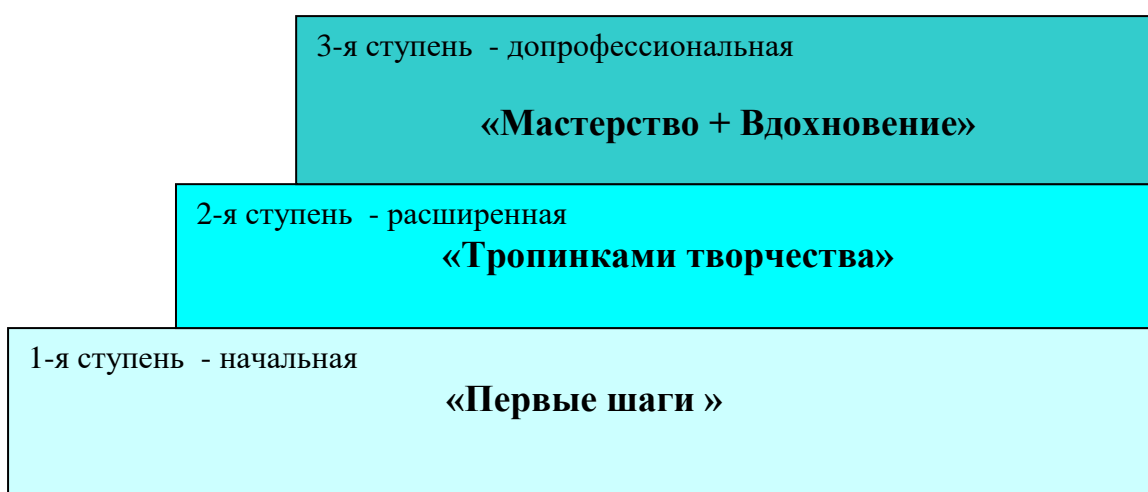 3-я ступень - допрофессиональная
«Мастерство + Вдохновение»
2-я ступень - расширенная
«Тропинками творчества»
1-я ступень - начальная
«Первые шаги »